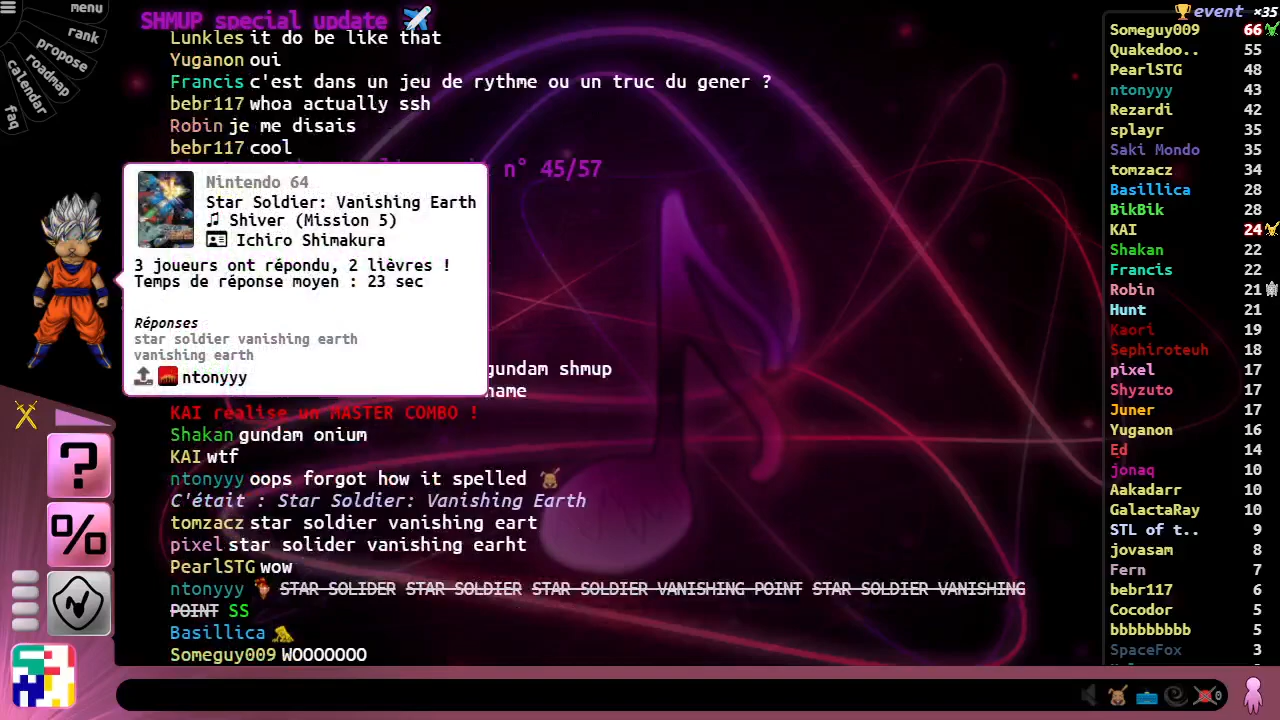 menu
rank
propose
roadmap
calendar
faq
SHMUP special update
Lunkles it do be like that
Yuganon oui
Francis c'est dans un jeu de rythme ou un truc du gener ?
bebr117 whoa actually ssh
Robin je me disais
bebr117 cool
n° 45/57
Nintendo 64
Star Soldier: Vanishing Earth
♫ Shiver (Mission 5)
Ichiro Shimakura
3 joueurs ont répondu, 2 lièvres !
Temps de réponse moyen : 23 sec
Réponses
star soldier vanishing earth
vanishing earth
ntonyyy
gundam shmup
name
KAI réalise un MASTER COMBO !
Shakan gundam onium
KAI wtf
ntonyyy oops forgot how it spelled
C'était : Star Soldier: Vanishing Earth
tomzacz star soldier vanishing eart
pixel star solider vanishing earht
PearlSTG wow
ntonyyy STAR SOLIDER STAR SOLDIER STAR SOLDIER VANISHING POINT STAR SOLDIER VANISHING
POINT SS
Basillica
Someguy009 WOOOOOOO
?
%
event ×35
Someguy009 66
Quakedoo.. 55
PearlSTG 48
ntonyyy 43
Rezardi 42
splayr 35
Saki Mondo 35
tomzacz 34
Basillica 28
BikBik 28
KAI 24
Shakan 22
Francis 22
Robin 21
Hunt 21
Kaori 19
Sephiroteuh 18
pixel 17
Shyzuto 17
Juner 17
Yuganon 16
Ed 14
jonaq 10
Aakadarr 10
GalactaRay 10
STL of t.. 9
jovasam 8
Fern 7
bebr117 6
Cocodor 5
bbbbbbbbb 5
SpaceFox 3
0